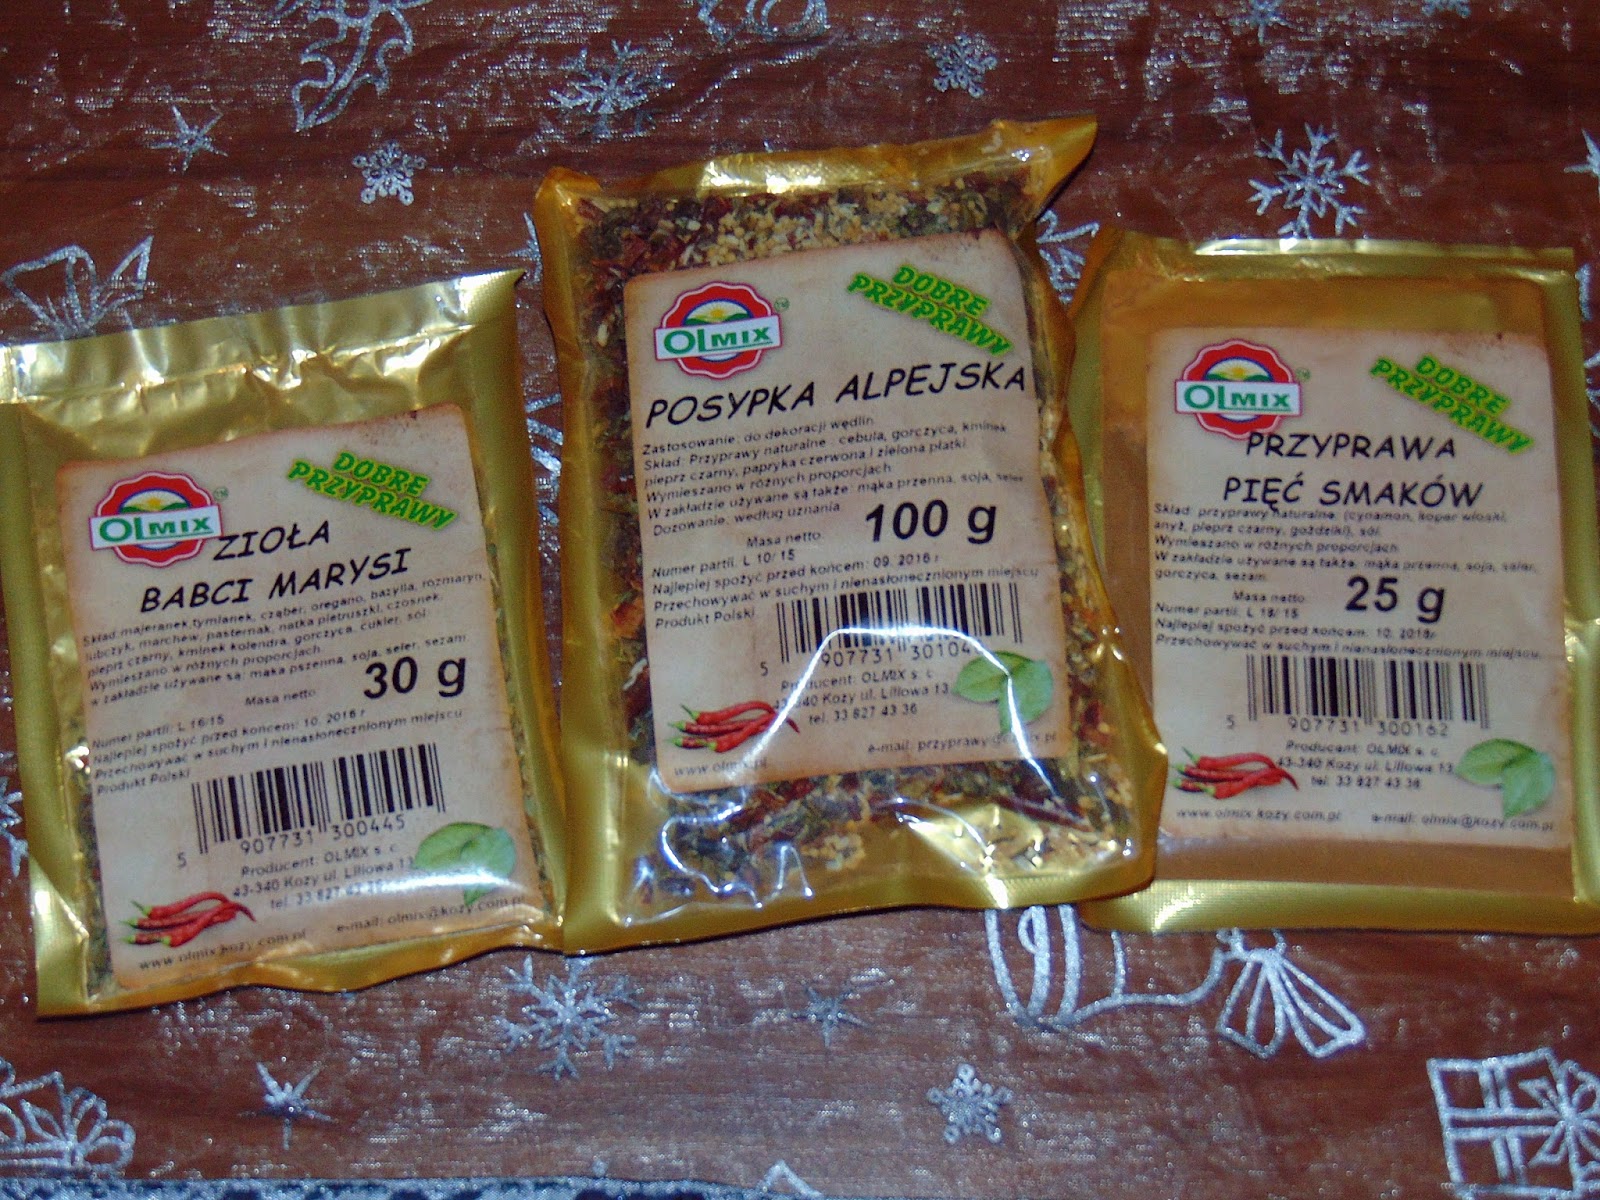 OLMIX
DOBRE
PRZYPRAWY
ZIOŁA
BABCI MARYSI
Skład:majeranek,tymianek, cząber, oregano, bazylia, rozmaryn,
lubczyk, marchew, pasternak, natka pietruszki, czosnek,
pieprz czarny, kminek kolendra, gorczyca, cukier, sól.
Wymieszano w różnych proporcjach.
w zakładzie używane są: mąka pszenna, soja, seler, sezam
Masa netto: 30 g
Numer partii: L 16/15
Najlepiej spożyć przed końcem: 10. 2016 r
Przechowywać w suchym i nienasłonecznionym miejscu
Produkt Polski
5 907731 300445
Producent: OLMIX s. c
43-340 Kozy ul. Liliowa 13
tel. 33 827 43
www.olmix.kozy.com.pl e-mail: olmix@kozy.com.pl
OLMIX
TM
DOBRE
PRZYPRAWY
POSYPKA ALPEJSKA
Zastosowanie: do dekoracji wędlin
Skład: Przyprawy naturalne : cebula, gorczyca, kminek
pieprz czarny, papryka czerwona i zielona płatki
Wymieszano w różnych proporcjach
W zakładzie używane są także: mąka przenna, soja, seler
Dozowanie: według uznania
Masa netto: 100 g
Numer partii: L 10/ 15
Najlepiej spożyć przed końcem: 09. 2016 r
Przechowywać w suchym i nienasłonecznionym miejscu
Produkt Polski
5 907731 30104
Producent: OLMIX s. c
43-340 Kozy ul. Liliowa 13
tel. 33 827 43 36
e-mail:
www.olmix.pl
OLMIX
TM
DOBRE
PRZYPRAWY
PRZYPRAWA
PIĘĆ SMAKÓW
Skład: przyprawy naturalne, (cynamon, koper włoski,
anyż, pieprz czarny, goździki), sól.
Wymieszano w różnych proporcjach
W zakładzie używane są także: mąka przenna, soja, seler,
gorczyca, sezam
Masa netto: 25 g
Numer partii: L 18/ 15
Najlepiej spożyć przed końcem: 10. 2016r
Przechowywać w suchym i nienasłonecznionym miejscu.
5 907731 300162
Producent: OLMIX s. c
43-340 Kozy ul. Liliowa 13
tel: 33 827 43 36
www.olmix.kozy.com.pl e-mail: olmix@kozy.com.pl